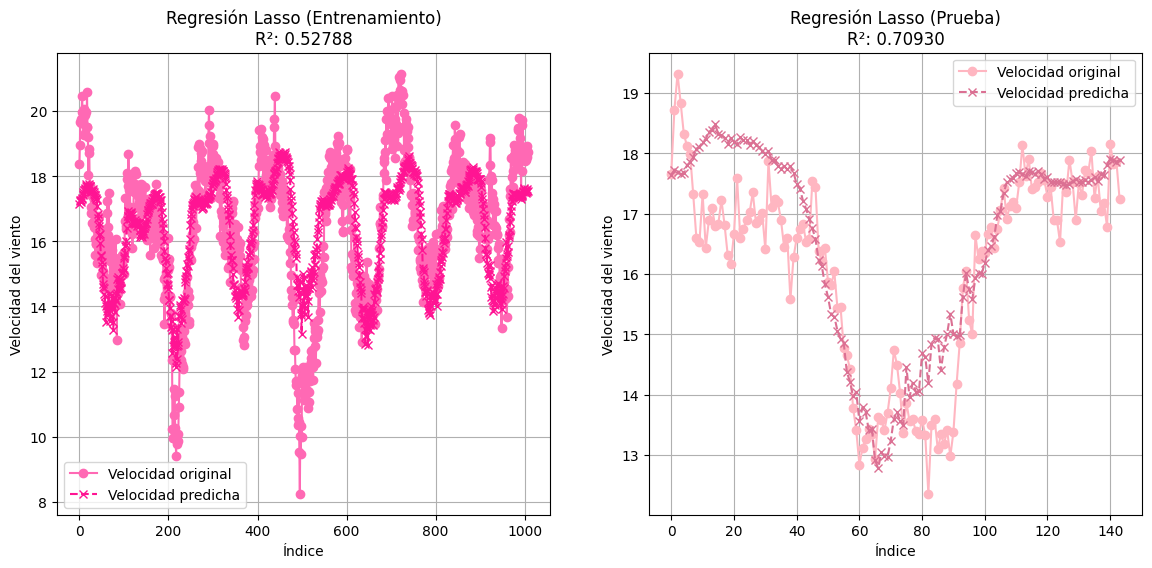 Regresión Lasso (Entrenamiento)
R²: 0.52788
Velocidad del viento
20
18
16
14
12
10
8
Velocidad original
Velocidad predicha
0
200
400
600
800
1000
Índice
Regresión Lasso (Prueba)
R²: 0.70930
Velocidad del viento
19
18
17
16
15
14
13
Velocidad original
Velocidad predicha
0
20
40
60
80
100
120
140
Índice